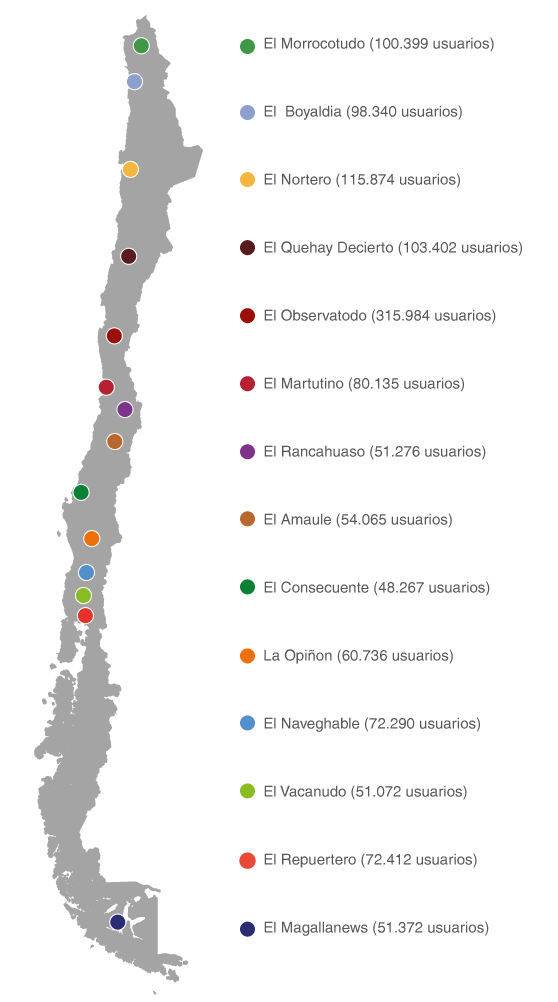 El Morrocotudo (100.399 usuarios)
El Boyaldia (98.340 usuarios)
El Nortero (115.874 usuarios)
El Quehay Decierto (103.402 usuarios)
El Observatodo (315.984 usuarios)
El Martutino (80.135 usuarios)
El Rancahuaso (51.276 usuarios)
El Amaule (54.065 usuarios)
El Consecuente (48.267 usuarios)
La Opiñon (60.736 usuarios)
El Naveghable (72.290 usuarios)
El Vacanudo (51.072 usuarios)
El Repuertero (72.412 usuarios)
El Magallanews (51.372 usuarios)